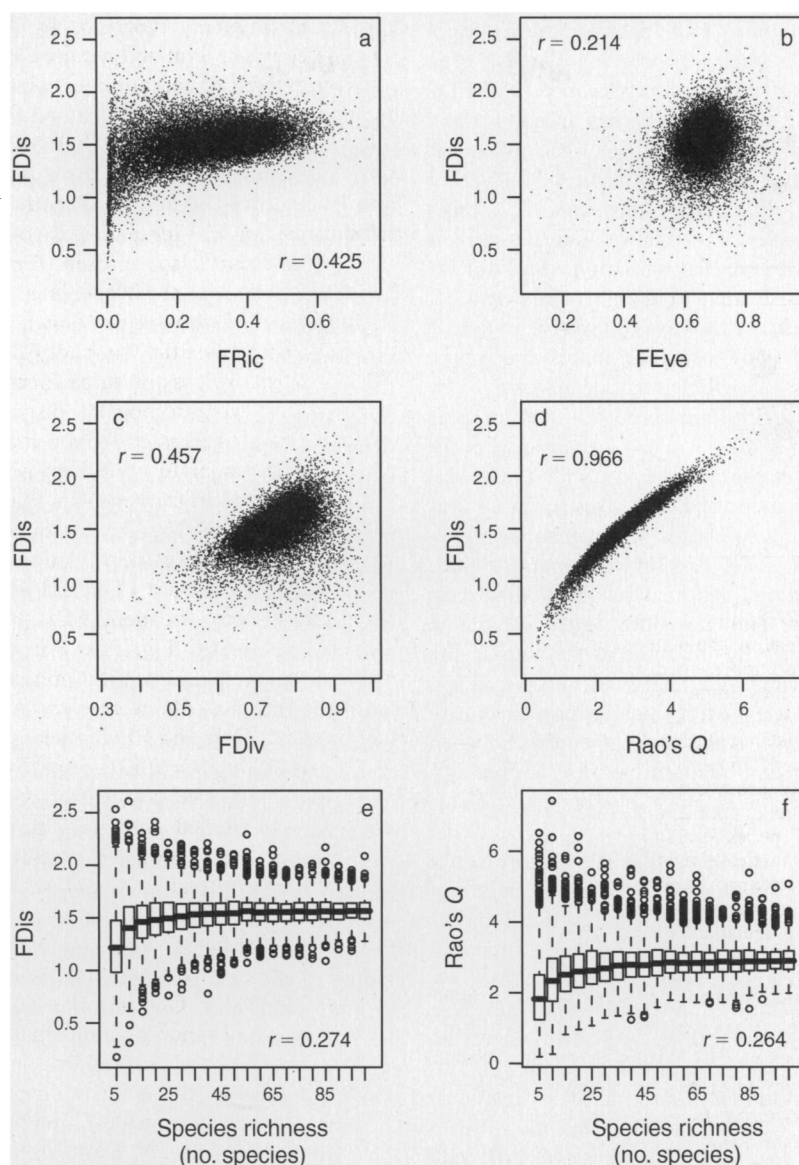 a
2.5
2.0
1.5
1.0
0.5
FDis
r = 0.425
0.0 0.2 0.4 0.6
FRic
b
r = 0.214
2.5
2.0
1.5
1.0
0.5
FDis
0.2 0.4 0.6 0.8
FEve
c
r = 0.457
2.5
2.0
1.5
1.0
0.5
FDis
0.3 0.5 0.7 0.9
FDiv
d
r = 0.966
2.5
2.0
1.5
1.0
0.5
FDis
0 2 4 6
Rao's Q
e
2.5
2.0
1.5
1.0
0.5
FDis
r = 0.274
5 25 45 65 85
Species richness
(no. species)
f
6
4
2
0
Rao's Q
r = 0.264
5 25 45 65 85
Species richness
(no. species)